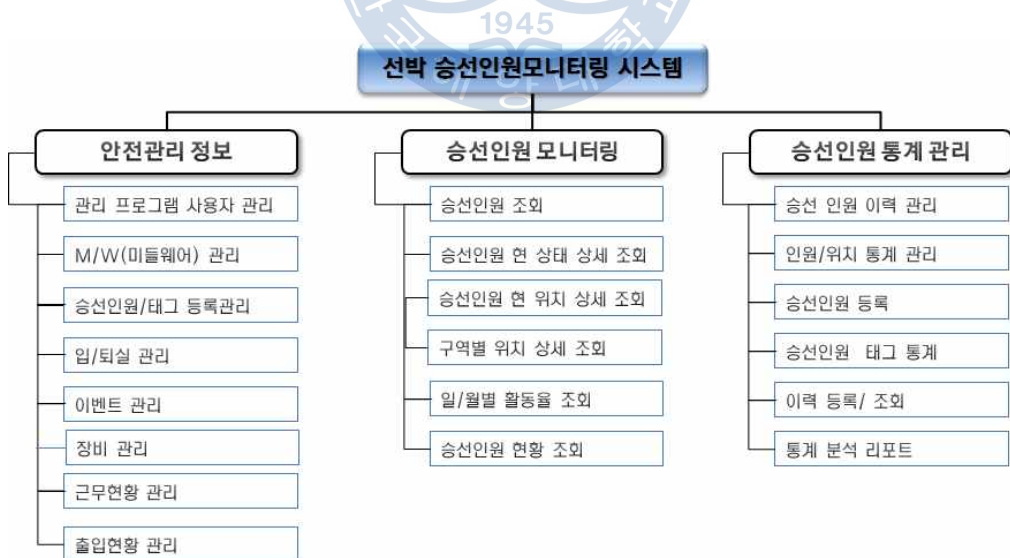 1945
선박 승선인원모니터링 시스템
안전관리 정보
관리 프로그램 사용자 관리
M/W(미들웨어) 관리
승선인원/태그 등록관리
입/퇴실 관리
이벤트 관리
장비 관리
근무현황 관리
출입현황 관리
승선인원 모니터링
승선인원 조회
승선인원 현 상태 상세 조회
승선인원 현 위치 상세 조회
구역별 위치 상세 조회
일/월별 활동율 조회
승선인원 현황 조회
승선인원 통계 관리
승선 인원 이력 관리
인원/위치 통계 관리
승선인원 등록
승선인원 태그 통계
이력 등록/ 조회
통계 분석 리포트